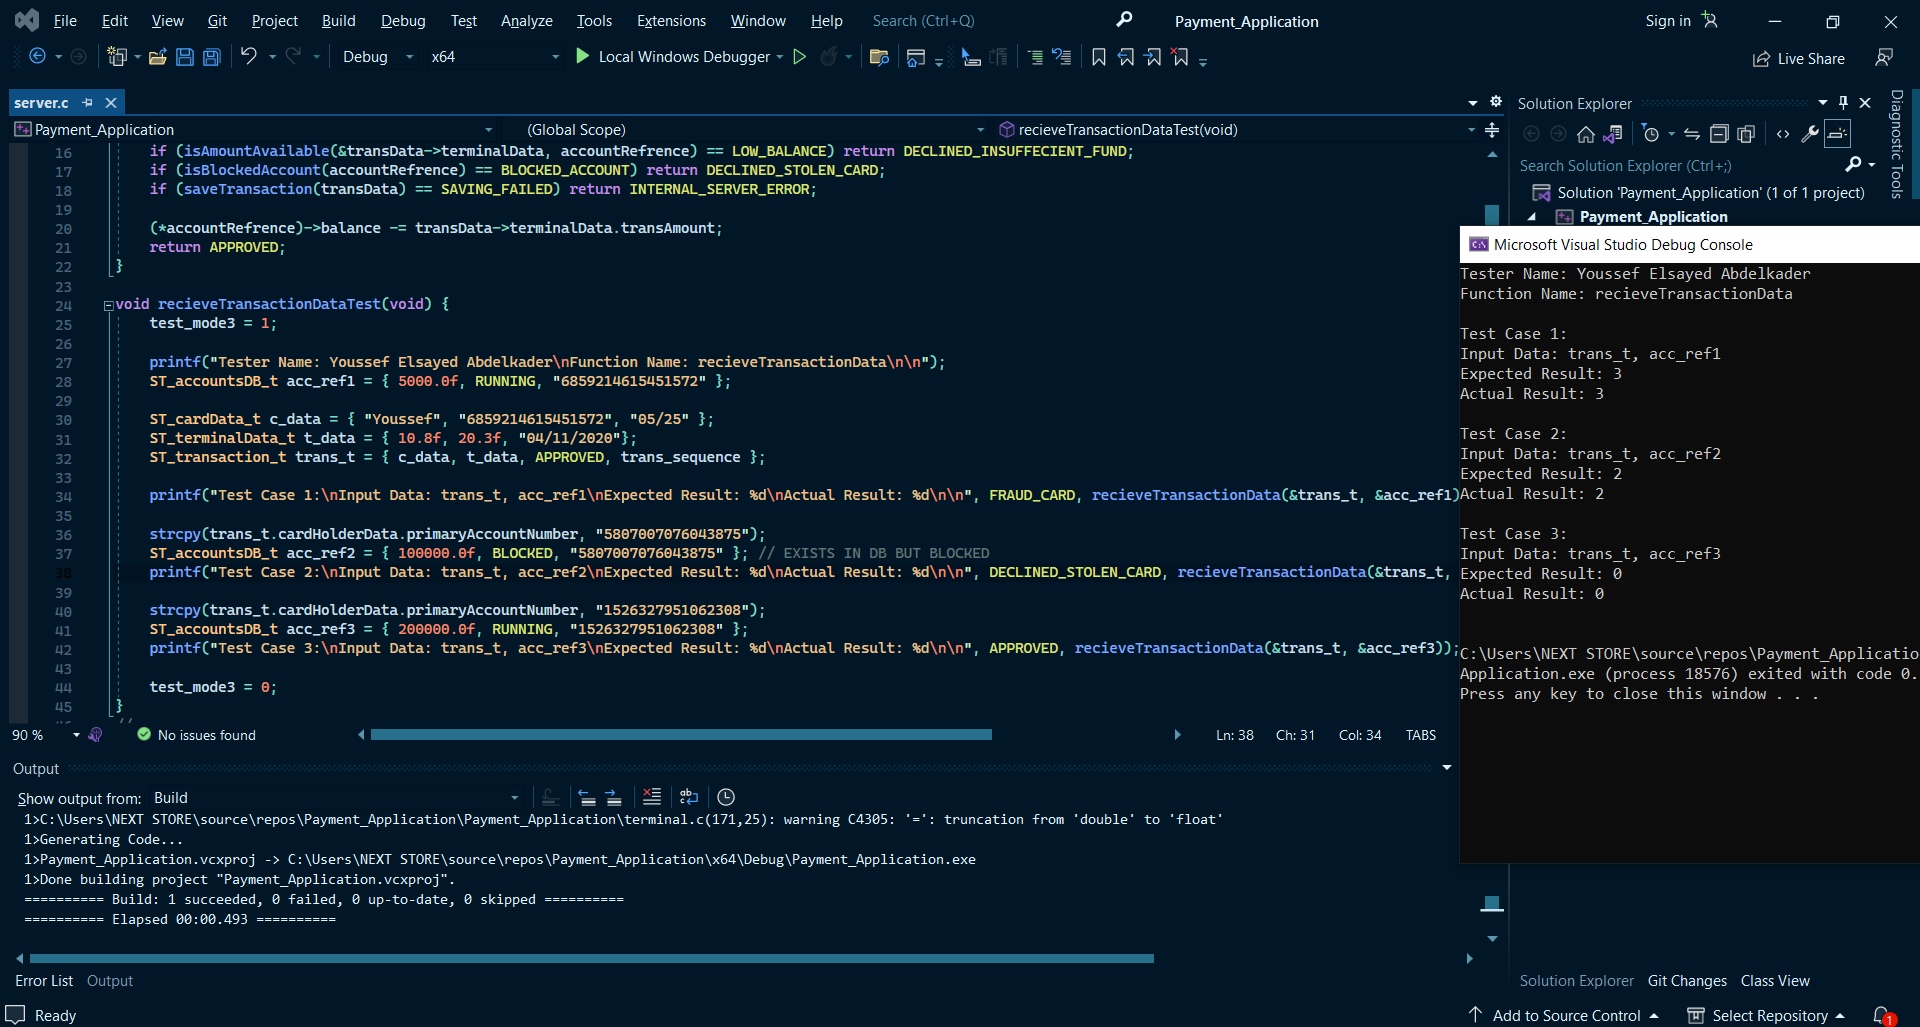 File Edit View Git Project Build Debug Test Analyze Tools Extensions Window Help Search (Ctrl+Q) Payment_Application Sign in
Debug x64 Local Windows Debugger Live Share
server.c
Payment_Application (Global Scope) recieveTransactionDataTest(void)
16 if (isAmountAvailable(&transData->terminalData, accountRefrence) == LOW_BALANCE) return DECLINED_INSUFFECIENT_FUND;
17 if (isBlockedAccount(accountRefrence) == BLOCKED_ACCOUNT) return DECLINED_STOLEN_CARD;
18 if (saveTransaction(transData) == SAVING_FAILED) return INTERNAL_SERVER_ERROR;
19
20 (*accountRefrence)->balance -= transData->terminalData.transAmount;
21 return APPROVED;
22 }
23
24 void recieveTransactionDataTest(void) {
25 test_mode3 = 1;
26
27 printf("Tester Name: Youssef Elsayed Abdelkader\nFunction Name: recieveTransactionData\n\n");
28 ST_accountsDB_t acc_ref1 = { 5000.0f, RUNNING, "6859214615451572" };
29
30 ST_cardData_t c_data = { "Youssef", "6859214615451572", "05/25" };
31 ST_terminalData_t t_data = { 10.8f, 20.3f, "04/11/2020"};
32 ST_transaction_t trans_t = { c_data, t_data, APPROVED, trans_sequence };
33
34 printf("Test Case 1:\nInput Data: trans_t, acc_ref1\nExpected Result: %d\nActual Result: %d\n\n", FRAUD_CARD, recieveTransactionData(&trans_t, &acc_ref1)
35
36 strcpy(trans_t.cardHolderData.primaryAccountNumber, "5807007076043875");
37 ST_accountsDB_t acc_ref2 = { 100000.0f, BLOCKED, "5807007076043875" }; // EXISTS IN DB BUT BLOCKED
38 printf("Test Case 2:\nInput Data: trans_t, acc_ref2\nExpected Result: %d\nActual Result: %d\n\n", DECLINED_STOLEN_CARD, recieveTransactionData(&trans_t,
39
40 strcpy(trans_t.cardHolderData.primaryAccountNumber, "1526327951062308");
41 ST_accountsDB_t acc_ref3 = { 200000.0f, RUNNING, "1526327951062308" };
42 printf("Test Case 3:\nInput Data: trans_t, acc_ref3\nExpected Result: %d\nActual Result: %d\n\n", APPROVED, recieveTransactionData(&trans_t, &acc_ref3));
43
44 test_mode3 = 0;
45 }
90 % No issues found Ln: 38 Ch: 31 Col: 34 TABS
Output
Show output from: Build
1>C:\Users\NEXT STORE\source\repos\Payment_Application\Payment_Application\terminal.c(171,25): warning C4305: '=': truncation from 'double' to 'float'
1>Generating Code...
1>Payment_Application.vcxproj -> C:\Users\NEXT STORE\source\repos\Payment_Application\x64\Debug\Payment_Application.exe
1>Done building project "Payment_Application.vcxproj".
========== Build: 1 succeeded, 0 failed, 0 up-to-date, 0 skipped ==========
========== Elapsed 00:00.493 ==========
Error List Output
Ready
Solution Explorer
Search Solution Explorer (Ctrl+;)
Solution 'Payment_Application' (1 of 1 project)
Payment_Application
Diagnostic Tools
Microsoft Visual Studio Debug Console
Tester Name: Youssef Elsayed Abdelkader
Function Name: recieveTransactionData
Test Case 1:
Input Data: trans_t, acc_ref1
Expected Result: 3
Actual Result: 3
Test Case 2:
Input Data: trans_t, acc_ref2
Expected Result: 2
Actual Result: 2
Test Case 3:
Input Data: trans_t, acc_ref3
Expected Result: 0
Actual Result: 0
C:\Users\NEXT STORE\source\repos\Payment_Applicatio
Application.exe (process 18576) exited with code 0.
Press any key to close this window . . .
Solution Explorer Git Changes Class View
Add to Source Control Select Repository 1